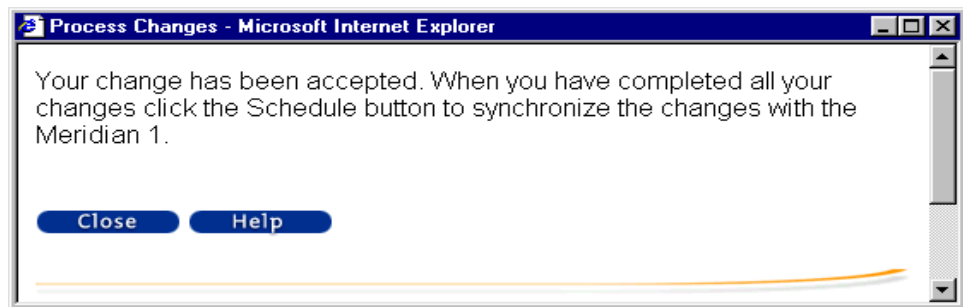 Process Changes - Microsoft Internet Explorer
Your change has been accepted. When you have completed all your
changes click the Schedule button to synchronize the changes with the
Meridian 1.
Close Help